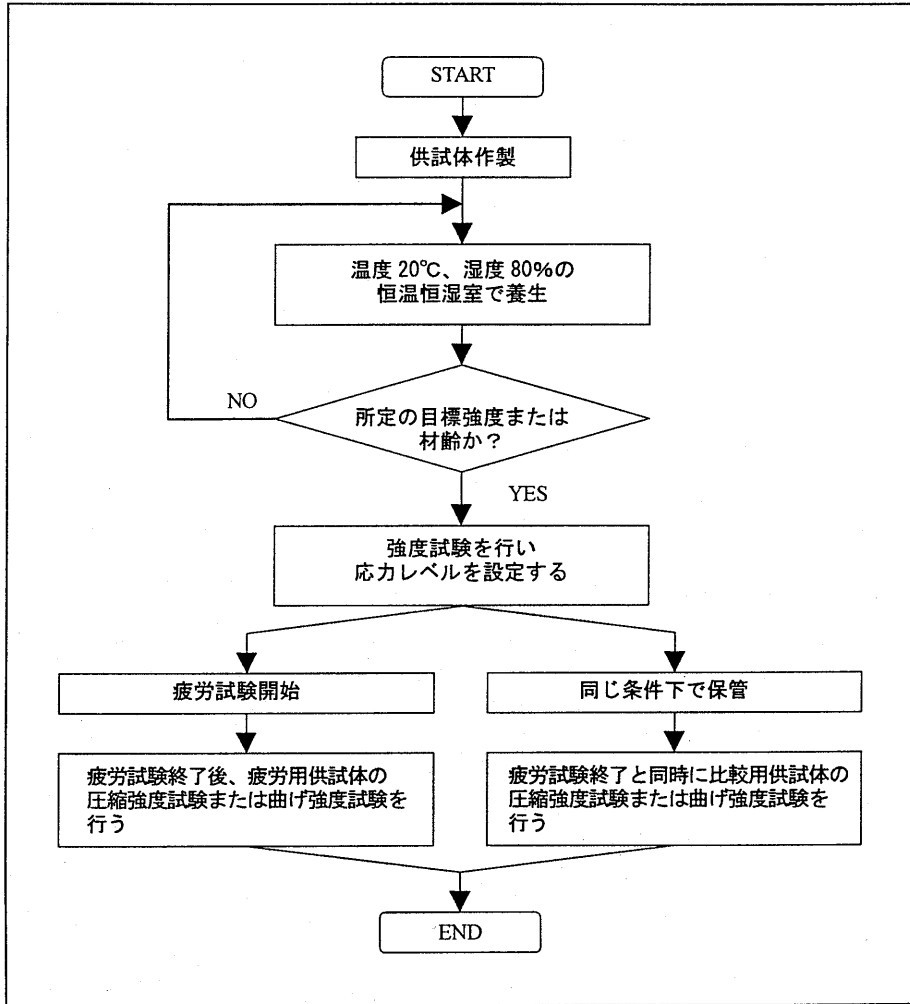 START
供試体作製
温度 20℃、湿度 80%の
恒温恒湿室で養生
NO
所定の目標強度または
材齢か？
YES
強度試験を行い
応力レベルを設定する
疲労試験開始
同じ条件下で保管
疲労試験終了後、疲労用供試体の
圧縮強度試験または曲げ強度試験を
行う
疲労試験終了と同時に比較用供試体の
圧縮強度試験または曲げ強度試験を
行う
END